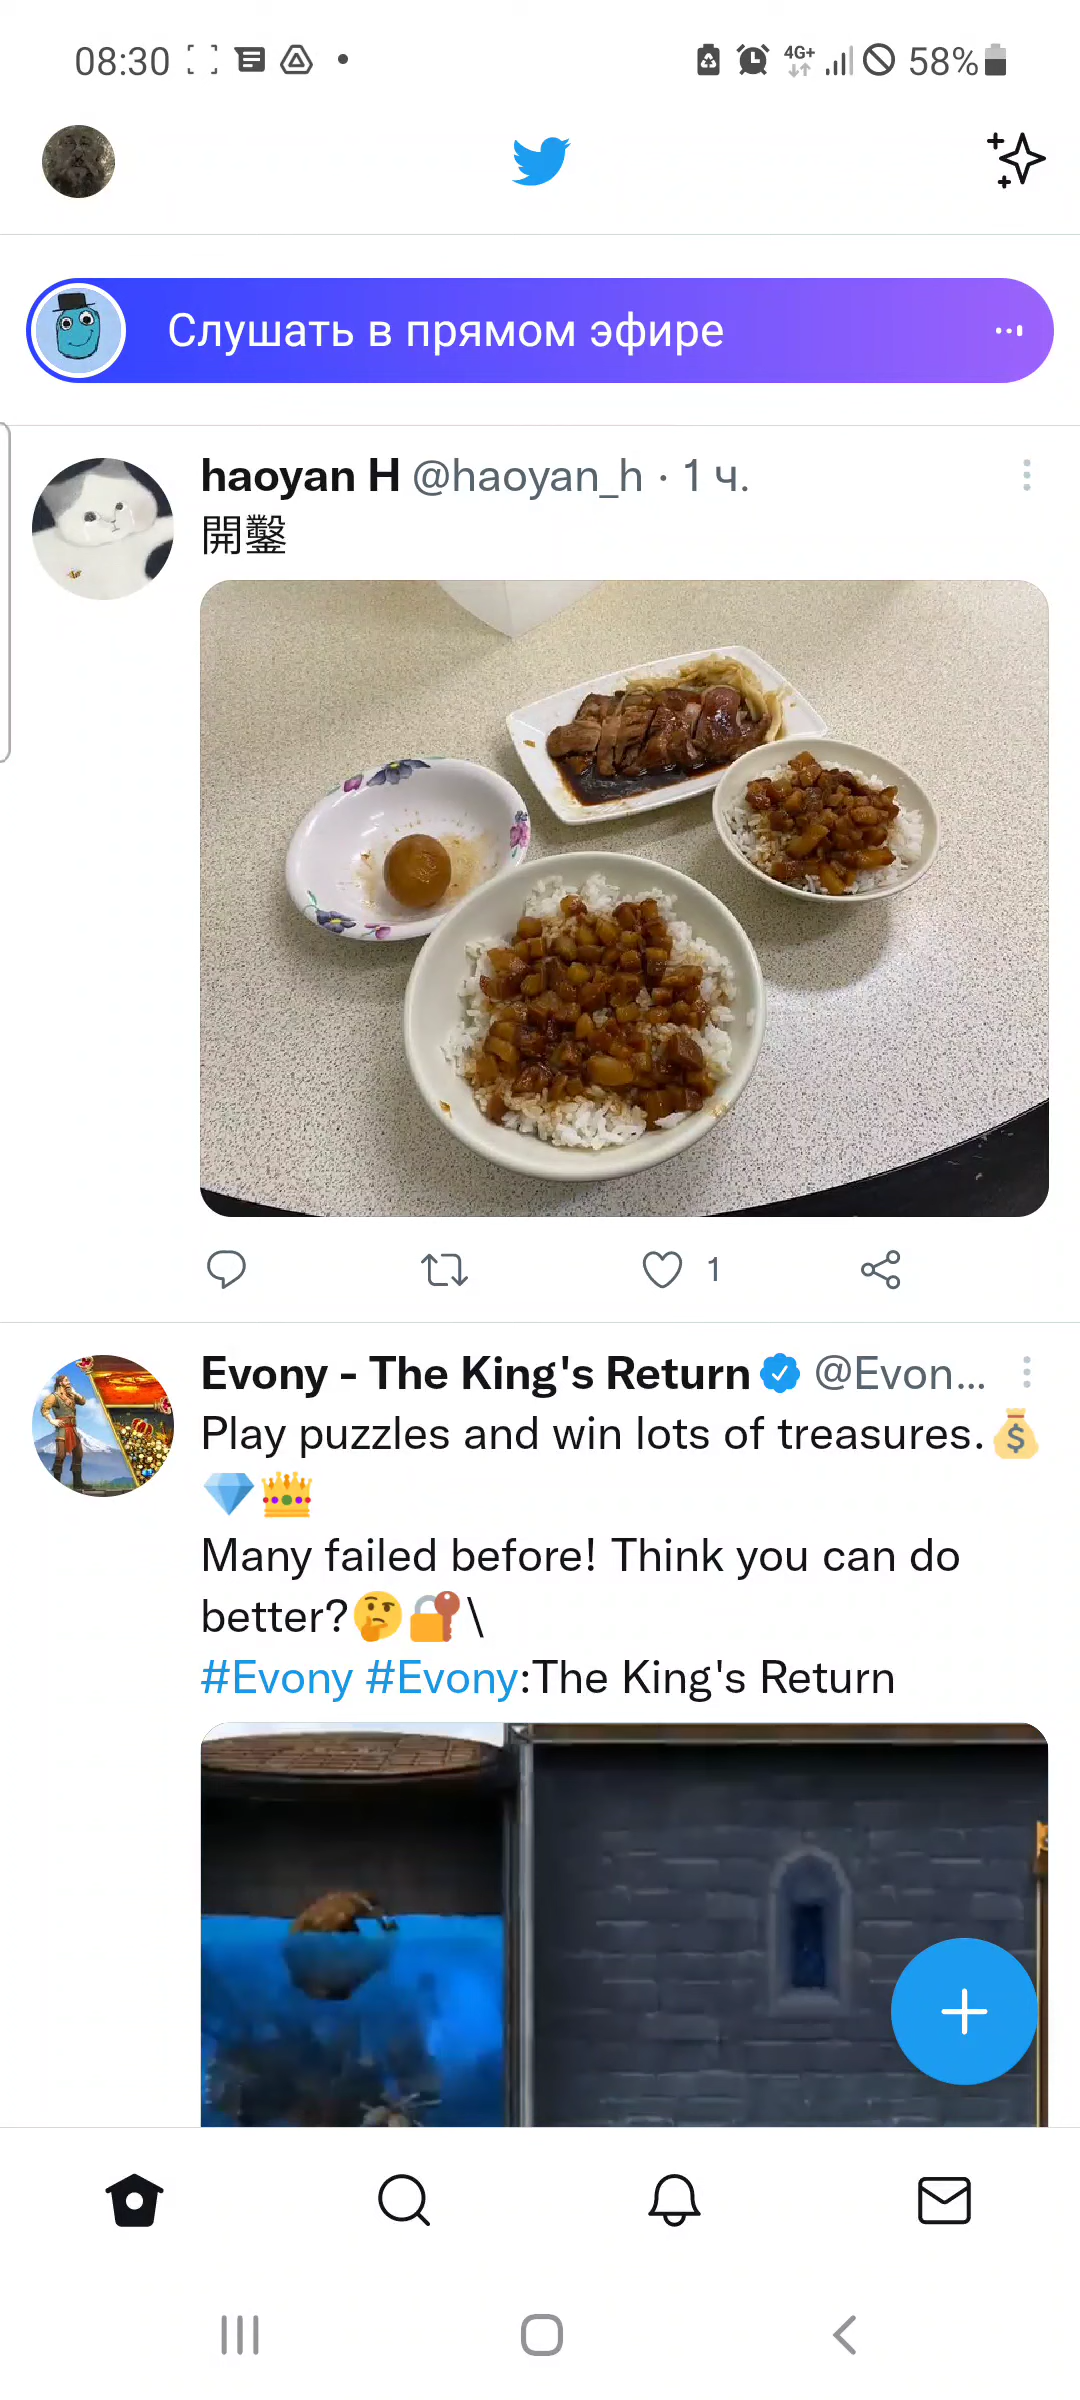 08:30
4G+
58%
Слушать в прямом эфире
haoyan H @haoyan_h · 1 ч.
開鑿
1
Evony - The King's Return @Evon...
Play puzzles and win lots of treasures.💰
💎👑
Many failed before! Think you can do
better?🤔🔐\
#Evony #Evony:The King's Return